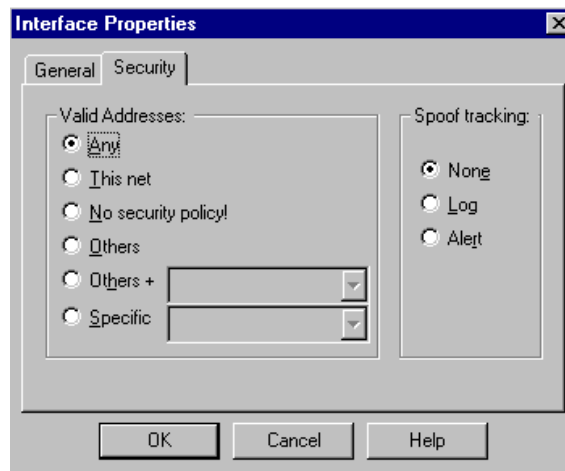 Interface Properties
General Security
Valid Addresses:
Any
This net
No security policy!
Others
Others +
Specific
Spoof tracking:
None
Log
Alert
OK Cancel Help